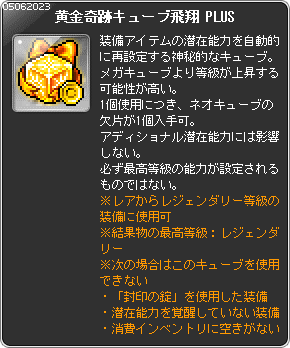 05062023
黄金奇跡キューブ飛翔 PLUS
装備アイテムの潜在能力を自動的
に再設定する神秘的なキューブ。
メガキューブより等級が上昇する
可能性が高い。
1個使用につき、ネオキューブの
欠片が1個入手可。
アディショナル潜在能力には影響
しない。
必ず最高等級の能力が設定される
ものではない。
※レアからレジェンダリー等級の
装備に使用可
※結果物の最高等級：レジェンダ
リー
※次の場合はこのキューブを使用
できない
・「封印の錠」を使用した装備
・潜在能力を覚醒していない装備
・消費インベントリに空きがない